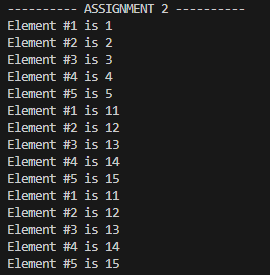 ---------- ASSIGNMENT 2 ----------
Element #1 is 1
Element #2 is 2
Element #3 is 3
Element #4 is 4
Element #5 is 5
Element #1 is 11
Element #2 is 12
Element #3 is 13
Element #4 is 14
Element #5 is 15
Element #1 is 11
Element #2 is 12
Element #3 is 13
Element #4 is 14
Element #5 is 15